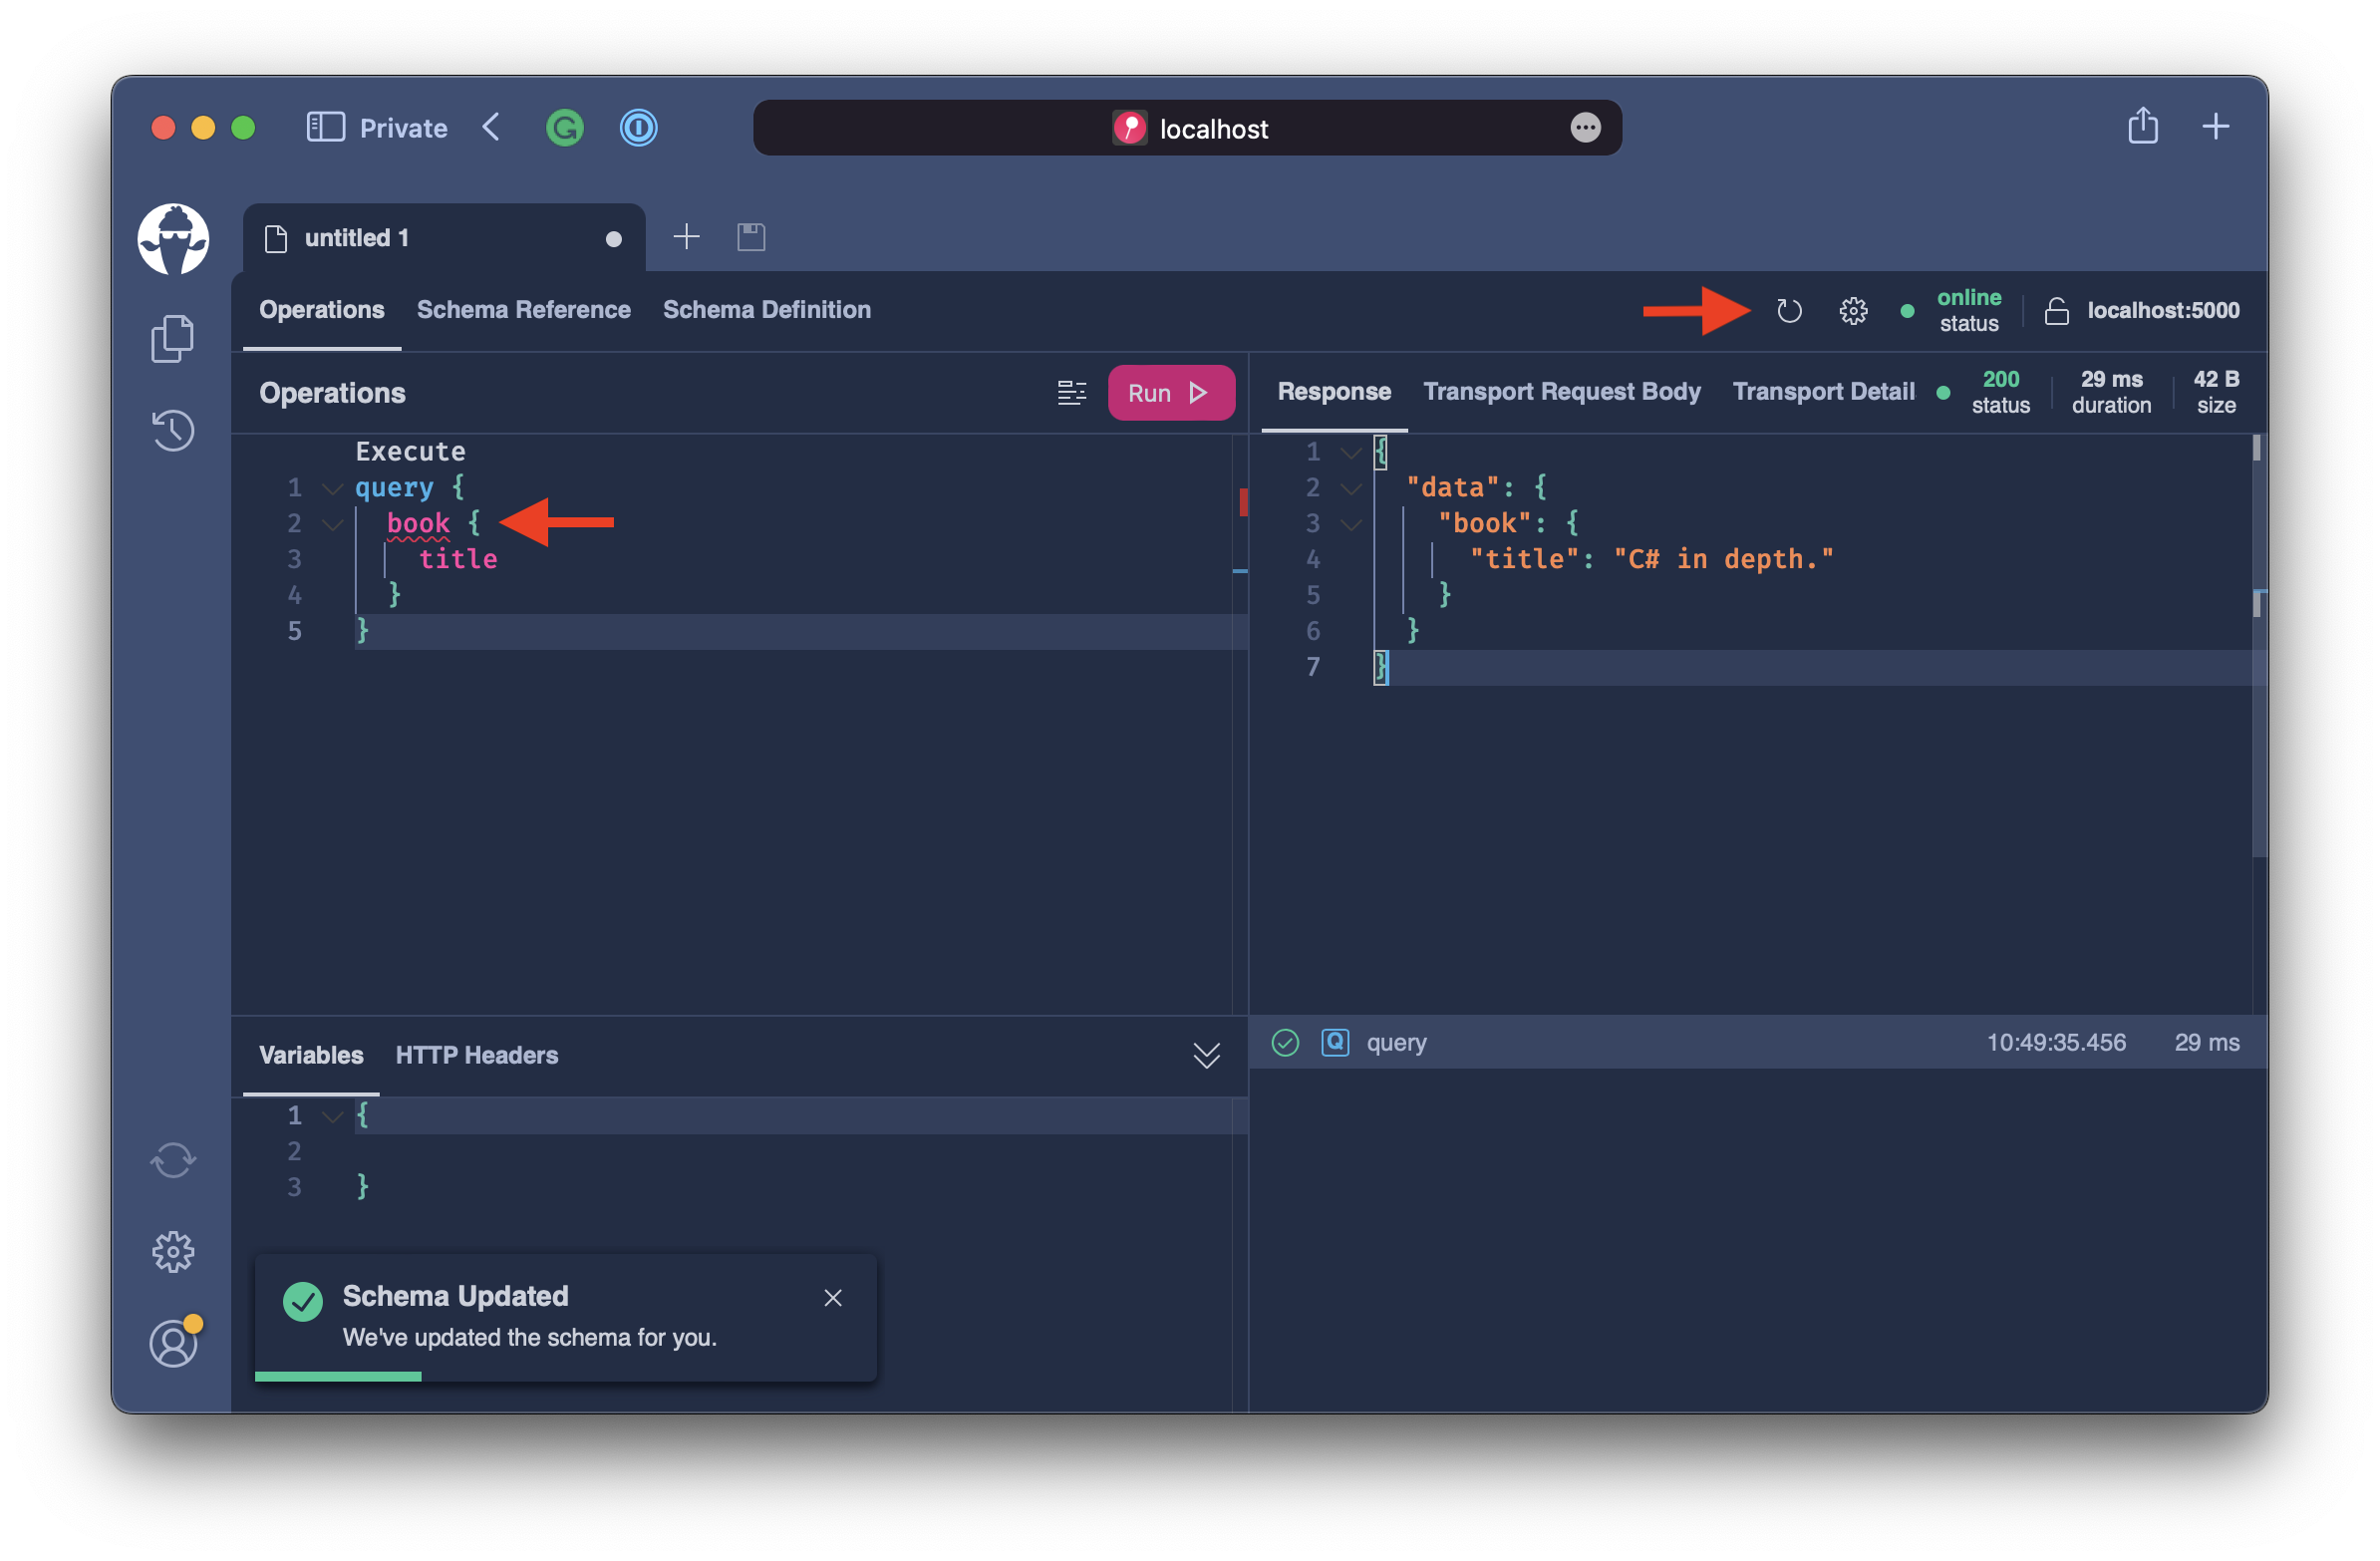 Private
localhost
untitled 1
Operations Schema Reference Schema Definition
online
status
localhost:5000
Operations
Run
Response Transport Request Body Transport Detail
200
status
29 ms
duration
42 B
size
Execute
1 query {
2 book {
3 title
4 }
5 }
1 {
2 "data": {
3 "book": {
4 "title": "C# in depth."
5 }
6 }
7 }
Variables HTTP Headers
1 {
2
3 }
Q query 10:49:35.456 29 ms
Schema Updated
We've updated the schema for you.